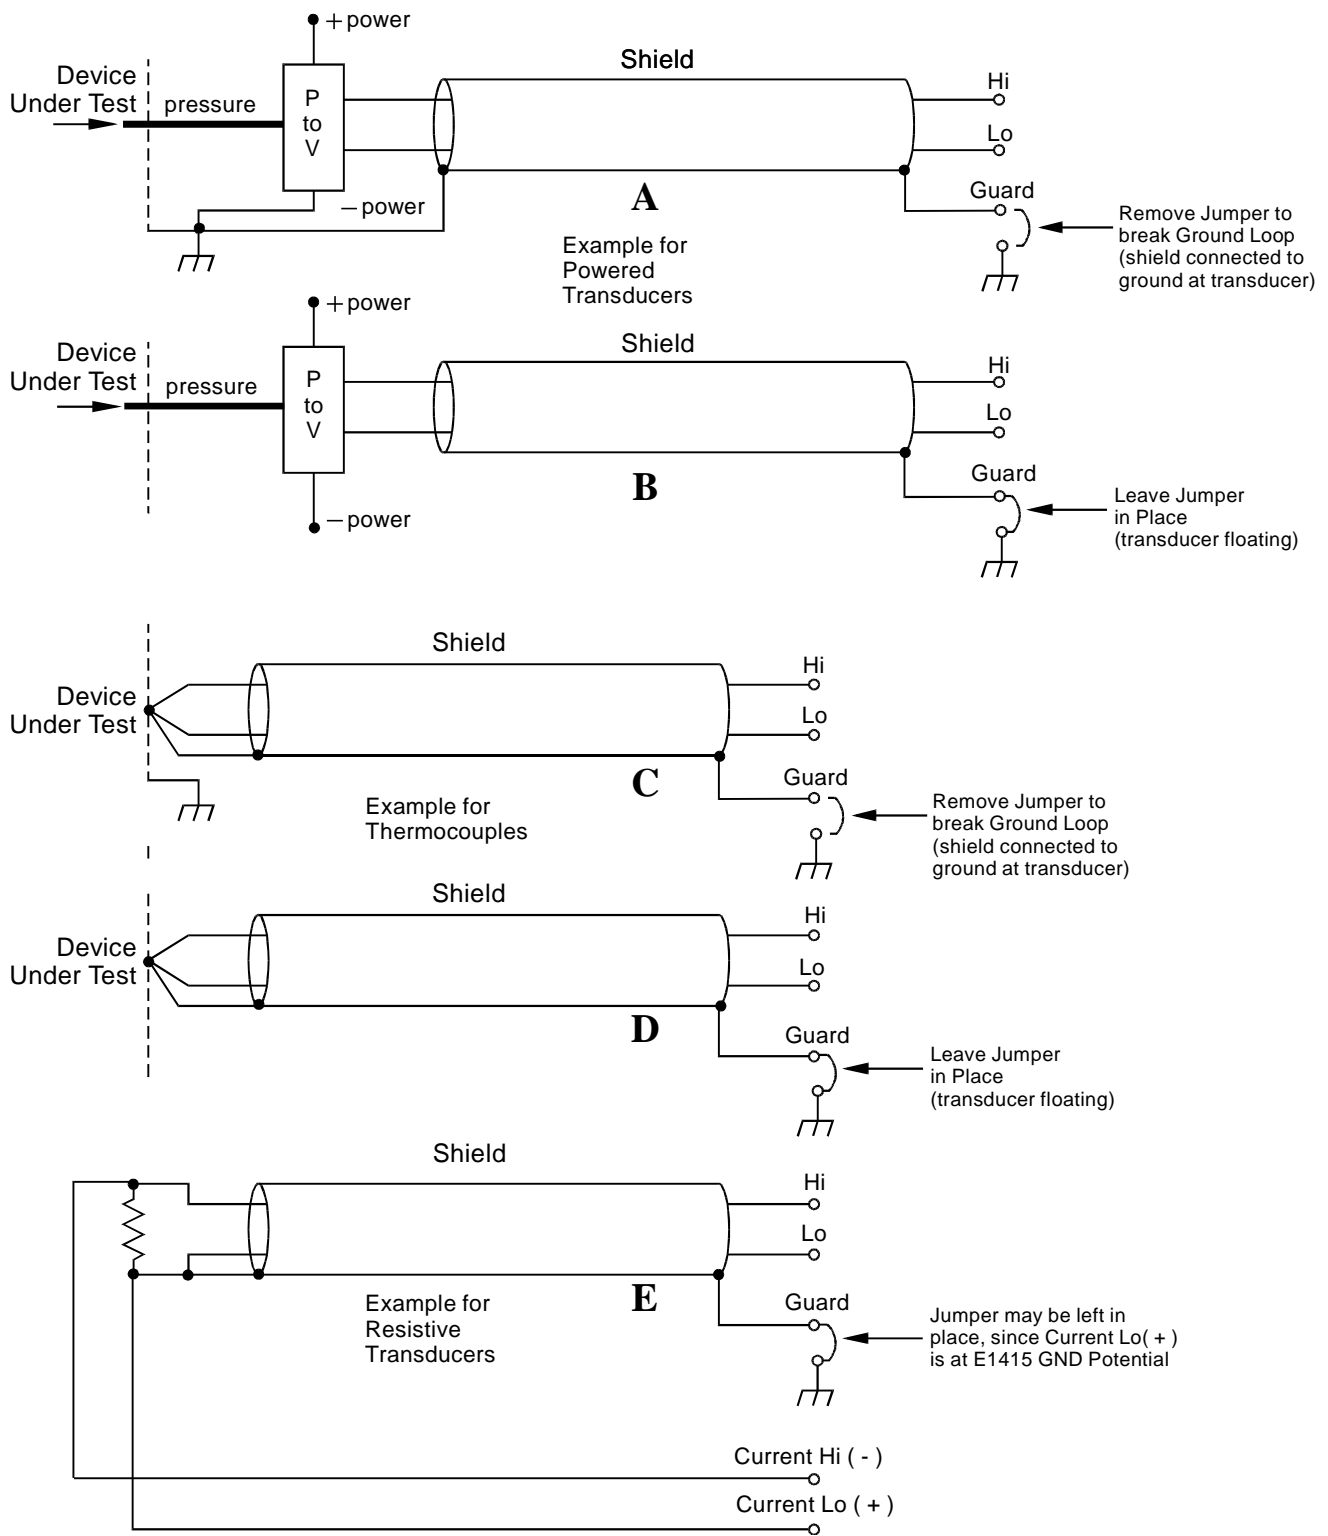 + power
Shield
Device
Under Test
pressure
P
to
V
Hi
Lo
– power
A
Guard
Example for
Powered
Transducers
Remove Jumper to
break Ground Loop
(shield connected to
ground at transducer)
+ power
Shield
Device
Under Test
pressure
P
to
V
Hi
Lo
B
Guard
– power
Leave Jumper
in Place
(transducer floating)
Shield
Device
Under Test
Hi
Lo
C
Guard
Example for
Thermocouples
Remove Jumper to
break Ground Loop
(shield connected to
ground at transducer)
Shield
Device
Under Test
Hi
Lo
D
Guard
Leave Jumper
in Place
(transducer floating)
Shield
Hi
Lo
E
Guard
Example for
Resistive
Transducers
Jumper may be left in
place, since Current Lo( + )
is at E1415 GND Potential
Current Hi ( - )
Current Lo ( + )